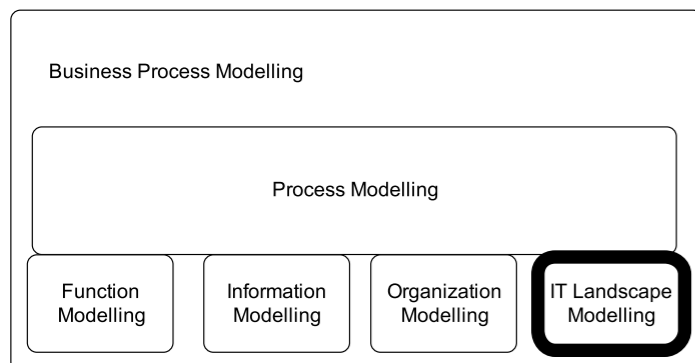 Business Process Modelling
Process Modelling
Function
Modelling
Information
Modelling
Organization
Modelling
IT Landscape
Modelling